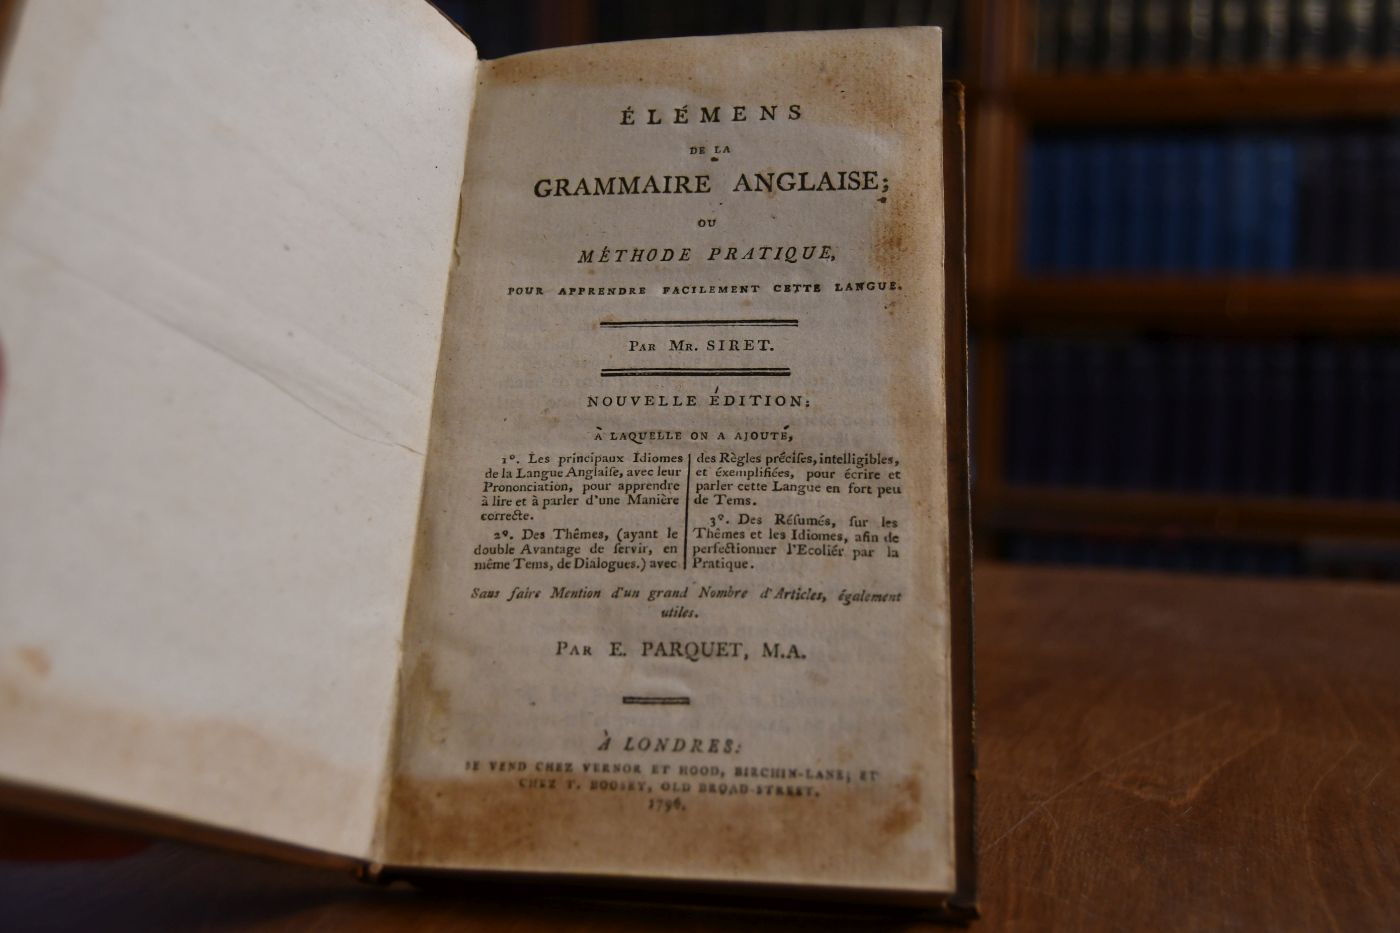 ÉLÉMENS
DE LA
GRAMMAIRE ANGLAISE;
OU
MÉTHODE PRATIQUE,
POUR APPRENDRE FACILEMENT CETTE LANGUE.
PAR MR. SIRET.
NOUVELLE ÉDITION;
À LAQUELLE ON A AJOUTÉ,
1º. Les principaux Idiomes
de la Langue Anglaiſe, avec leur
Prononciation, pour apprendre
à lire et à parler d'une Manière
correcte.
2º. Des Thêmes, (ayant le
double Avantage de ſervir, en
même Tems, de Dialogues.) avec
des Règles préciſes, intelligibles,
et éxemplifiées, pour écrire et
parler cette Langue en fort peu
de Tems.
3º. Des Réſumés, ſur les
Thêmes et les Idiomes, afin de
perfectionner l'Ecoliér par la
Pratique.
Sans faire Mention d'un grand Nombre d'Articles, également
utiles.
PAR E. PARQUET, M.A.
À LONDRES:
SE VEND CHEZ VERNOR ET HOOD, BIRCHIN-LANE; ET
CHEZ T. BOOSEY, OLD BROAD-STREET.
1796.